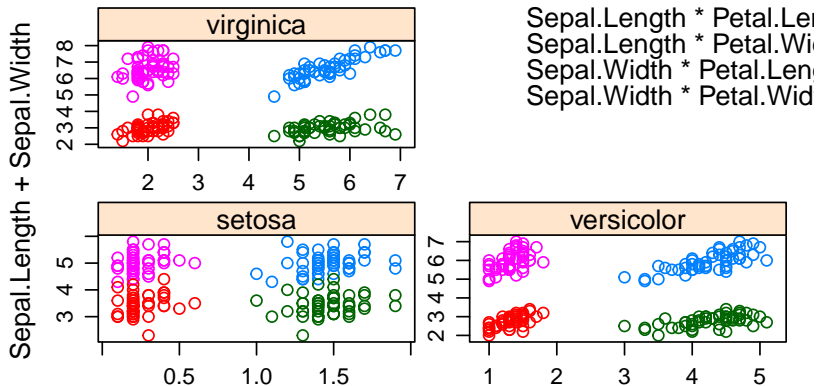 virginica
Sepal.Length * Petal.Len
Sepal.Length * Petal.Wid
Sepal.Width * Petal.Leng
Sepal.Width * Petal.Widt
Sepal.Length + Sepal.Width
2 3 4 5 6 7 8
2 3 4 5 6 7
setosa
versicolor
3 4 5
2 3 4 5 6 7
0.5 1.0 1.5
1 2 3 4 5